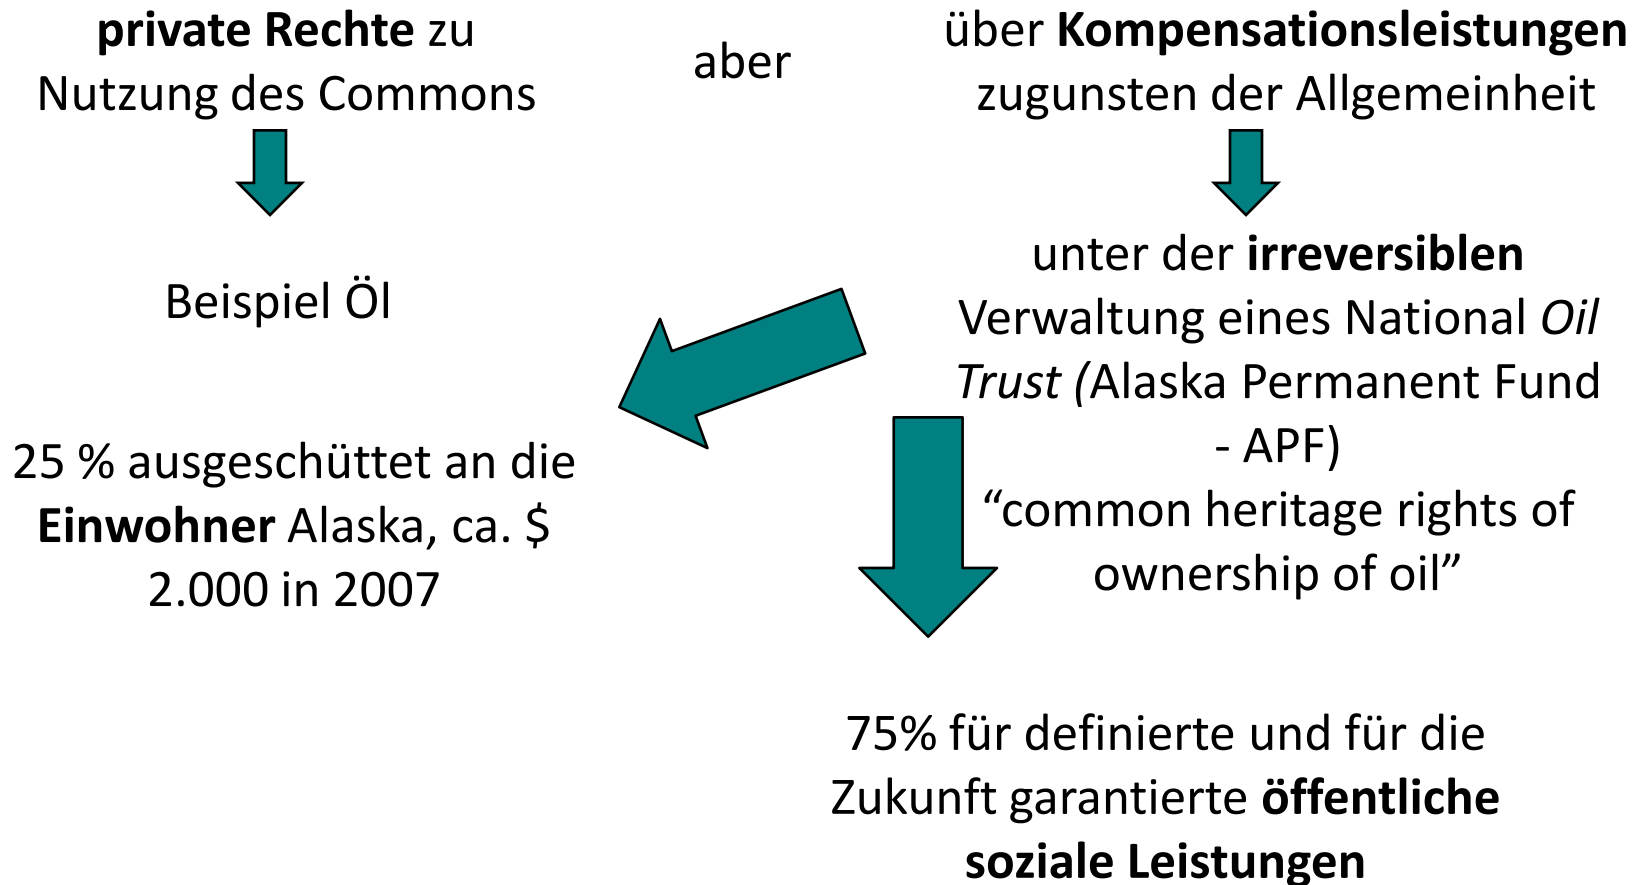 private Rechte zu
Nutzung des Commons
aber
über Kompensationsleistungen
zugunsten der Allgemeinheit
Beispiel Öl
unter der irreversiblen
Verwaltung eines National Oil
Trust (Alaska Permanent Fund
- APF)
“common heritage rights of
ownership of oil”
25 % ausgeschüttet an die
Einwohner Alaska, ca. $
2.000 in 2007
75% für definierte und für die
Zukunft garantierte öffentliche
soziale Leistungen